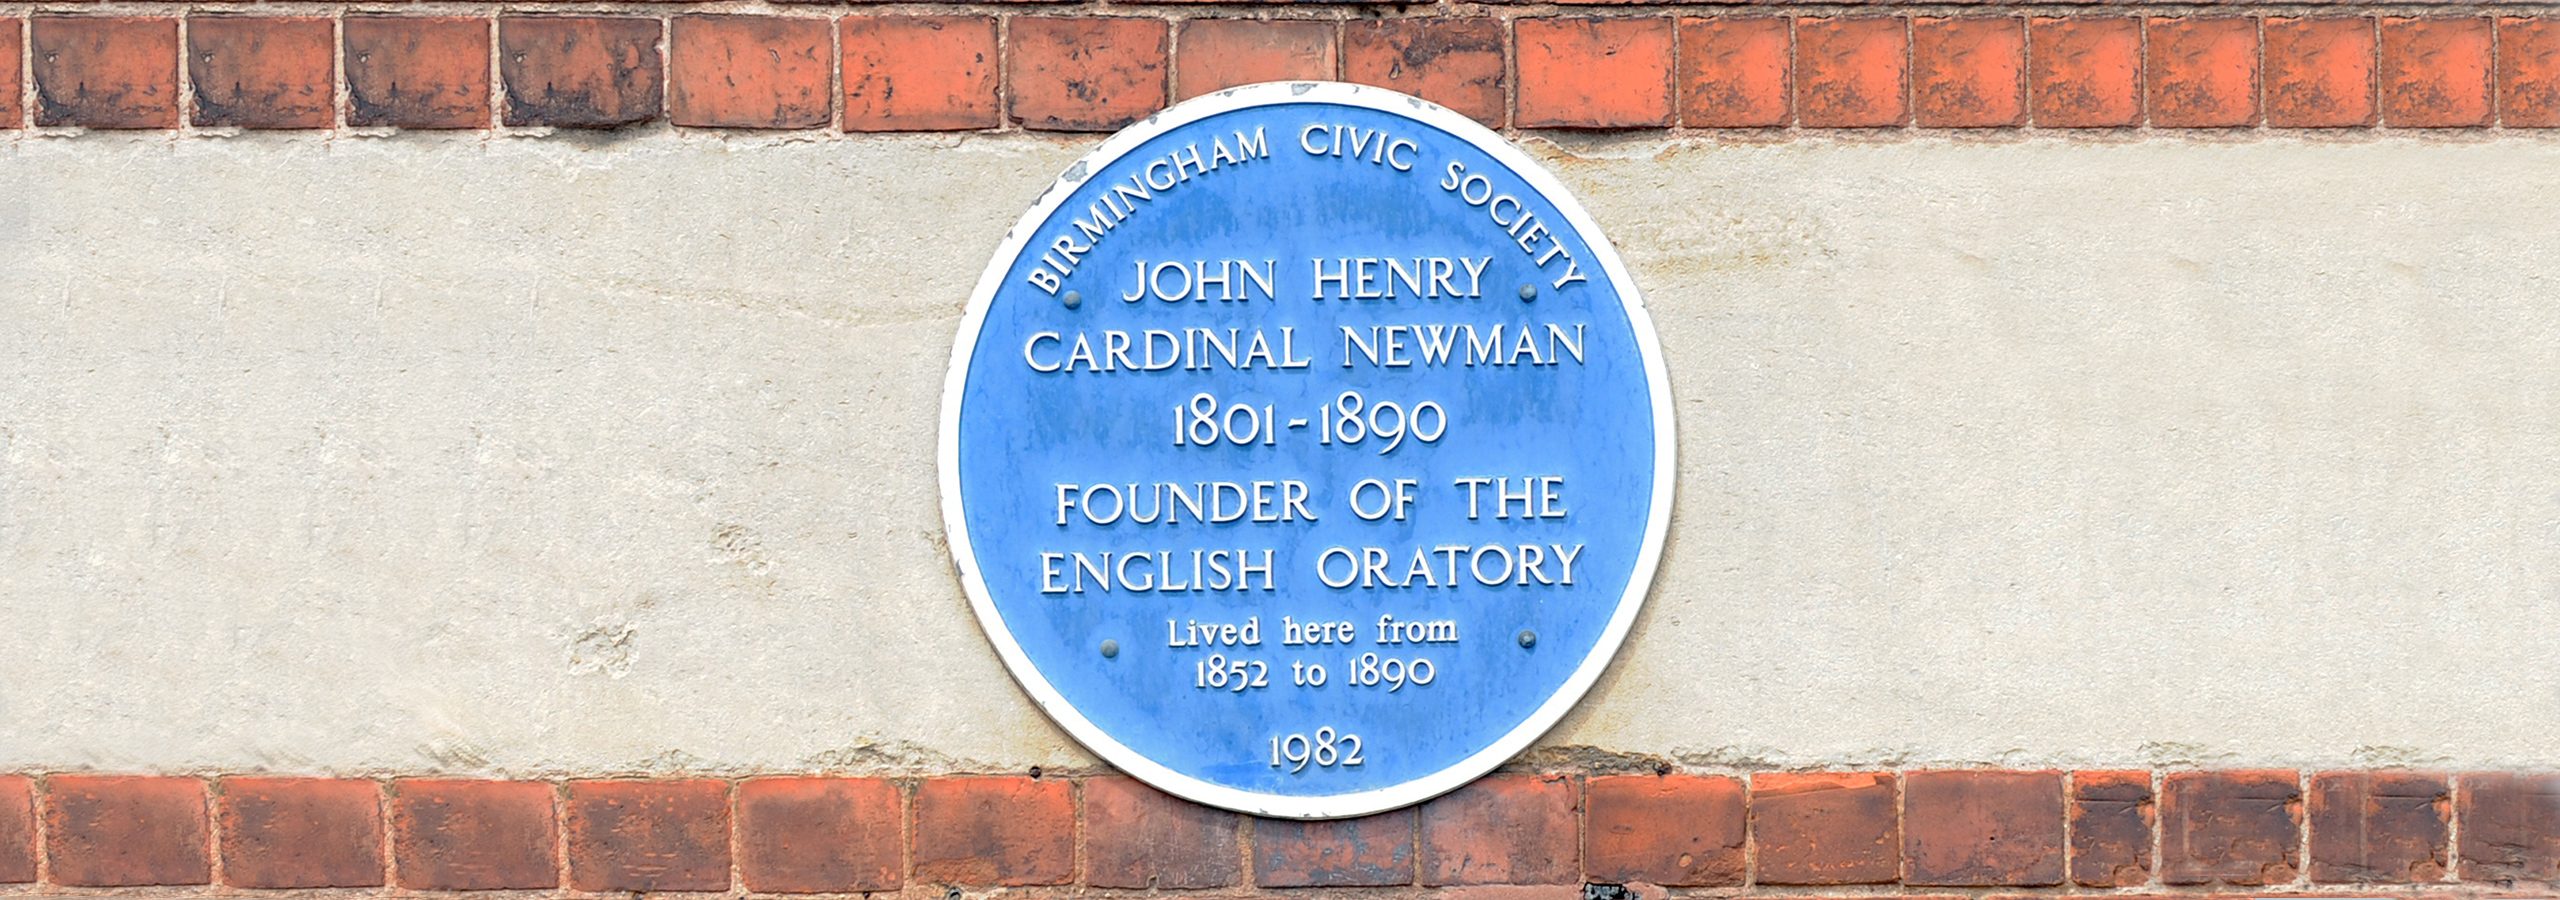 BIRMINGHAM CIVIC SOCIETY
JOHN HENRY
CARDINAL NEWMAN
1801-1890
FOUNDER OF THE
ENGLISH ORATORY
Lived here from
1852 to 1890
1982